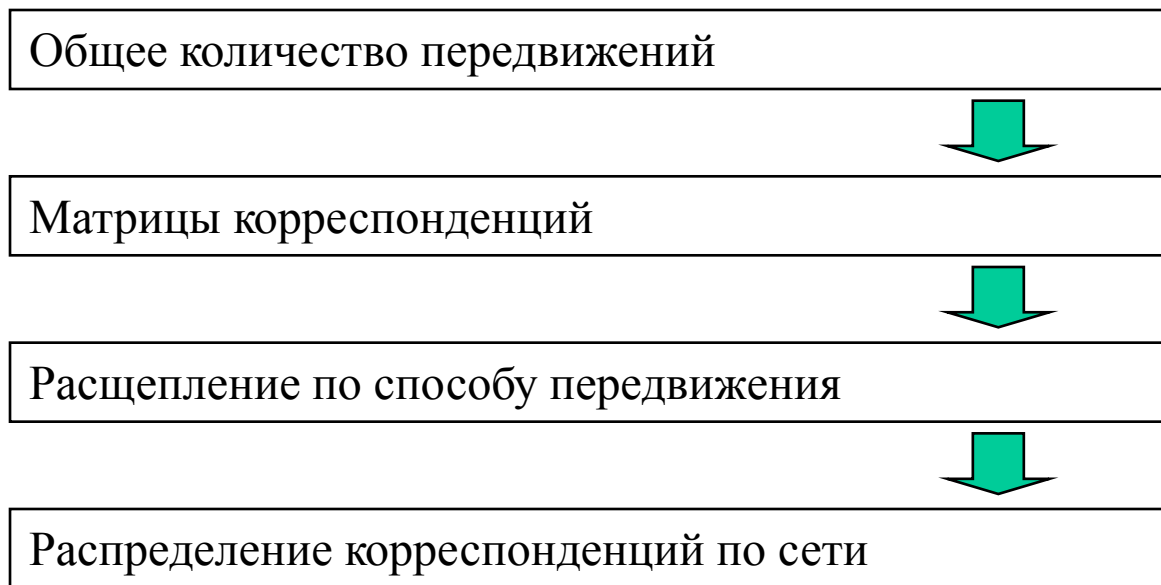 Общее количество передвижений
Матрицы корреспонденций
Расщепление по способу передвижения
Распределение корреспонденций по сети